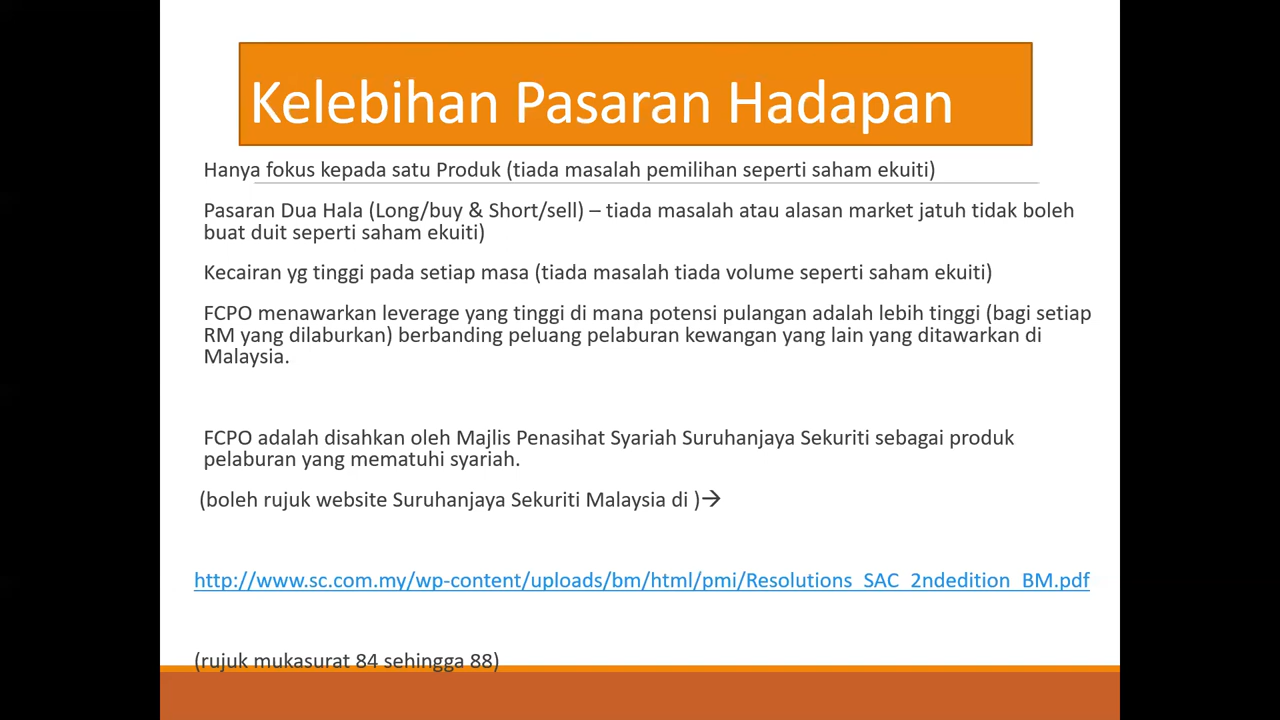 Kelebihan Pasaran Hadapan
Hanya fokus kepada satu Produk (tiada masalah pemilihan seperti saham ekuiti)
Pasaran Dua Hala (Long/buy & Short/sell) – tiada masalah atau alasan market jatuh tidak boleh
buat duit seperti saham ekuiti)
Kecairan yg tinggi pada setiap masa (tiada masalah tiada volume seperti saham ekuiti)
FCPO menawarkan leverage yang tinggi di mana potensi pulangan adalah lebih tinggi (bagi setiap
RM yang dilaburkan) berbanding peluang pelaburan kewangan yang lain yang ditawarkan di
Malaysia.
FCPO adalah disahkan oleh Majlis Penasihat Syariah Suruhanjaya Sekuriti sebagai produk
pelaburan yang mematuhi syariah.
(boleh rujuk website Suruhanjaya Sekuriti Malaysia di )→
http://www.sc.com.my/wp-content/uploads/bm/html/pmi/Resolutions_SAC_2ndedition_BM.pdf
(rujuk mukasurat 84 sehingga 88)